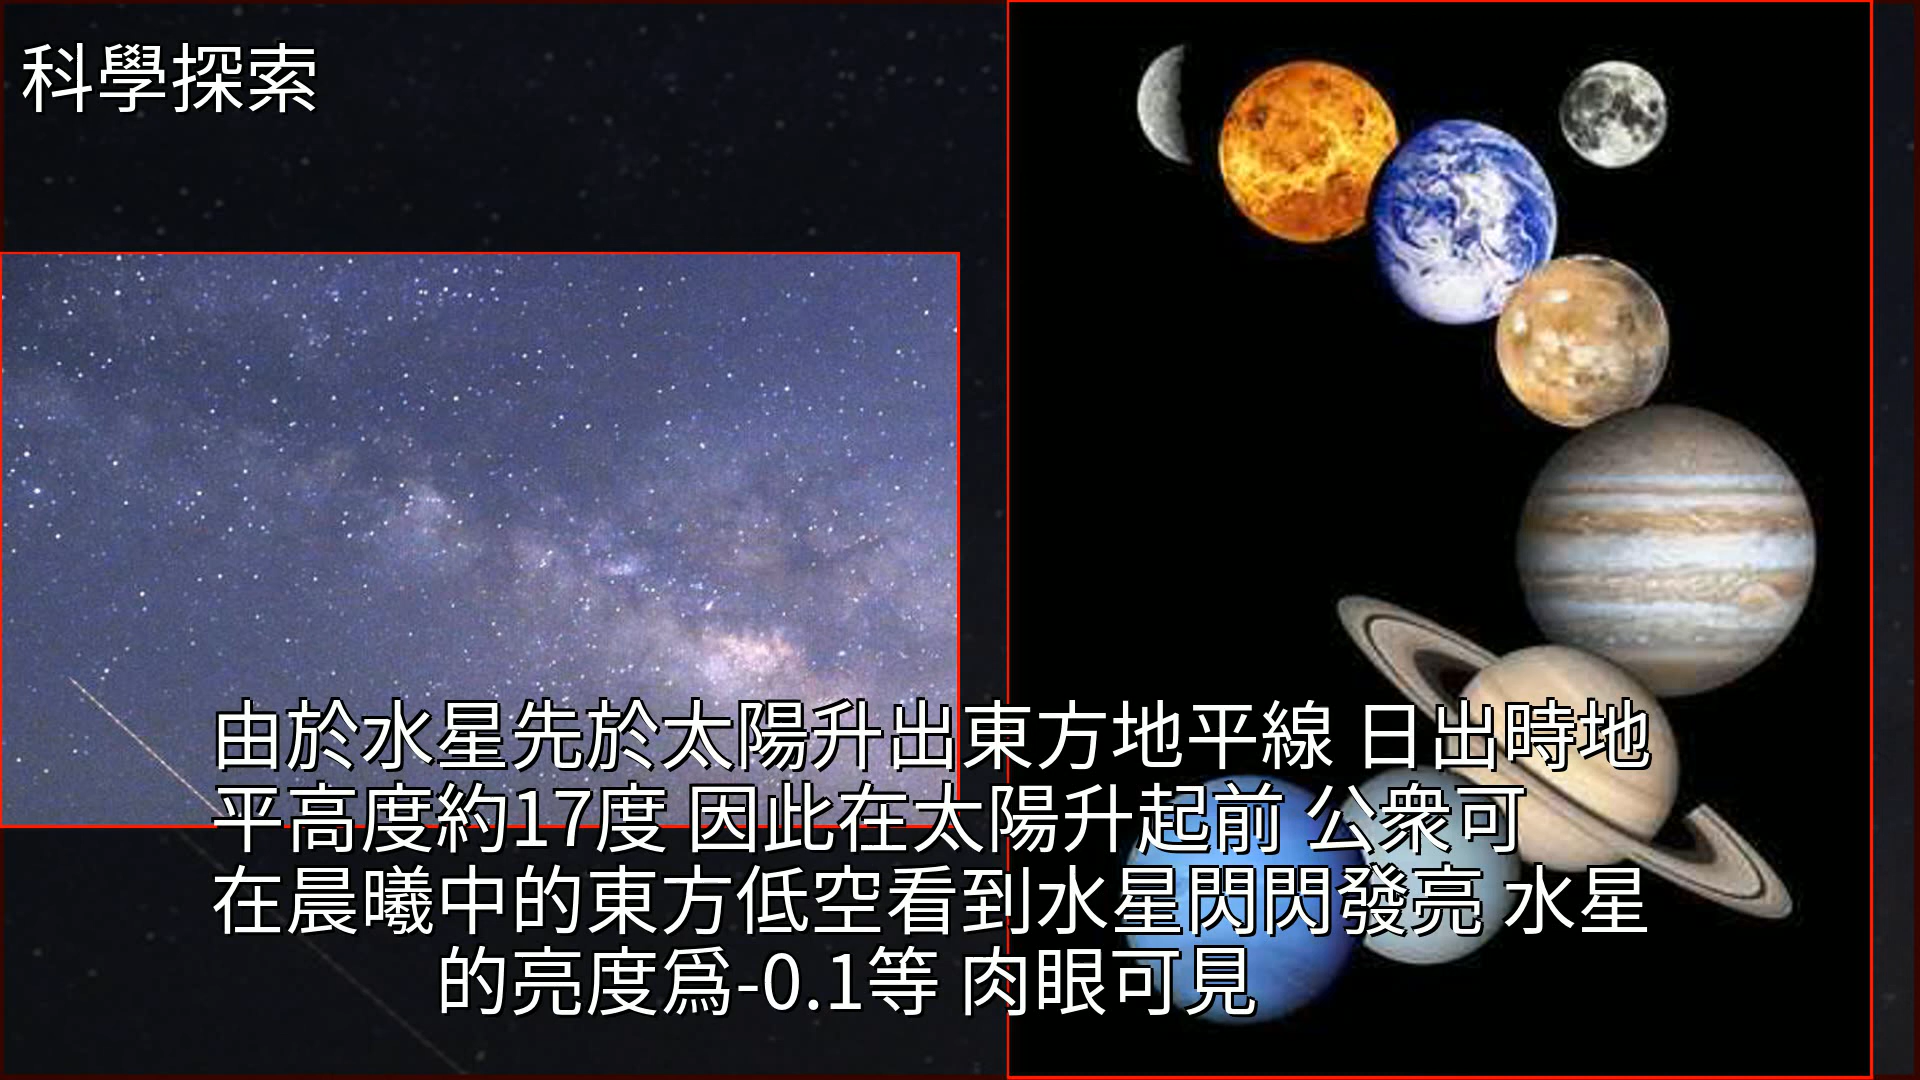 科學探索
由於水星先於太陽升出東方地平線 日出時地
平高度約17度 因此在太陽升起前 公衆可
在晨曦中的東方低空看到水星閃閃發亮 水星
的亮度爲-0.1等 肉眼可見